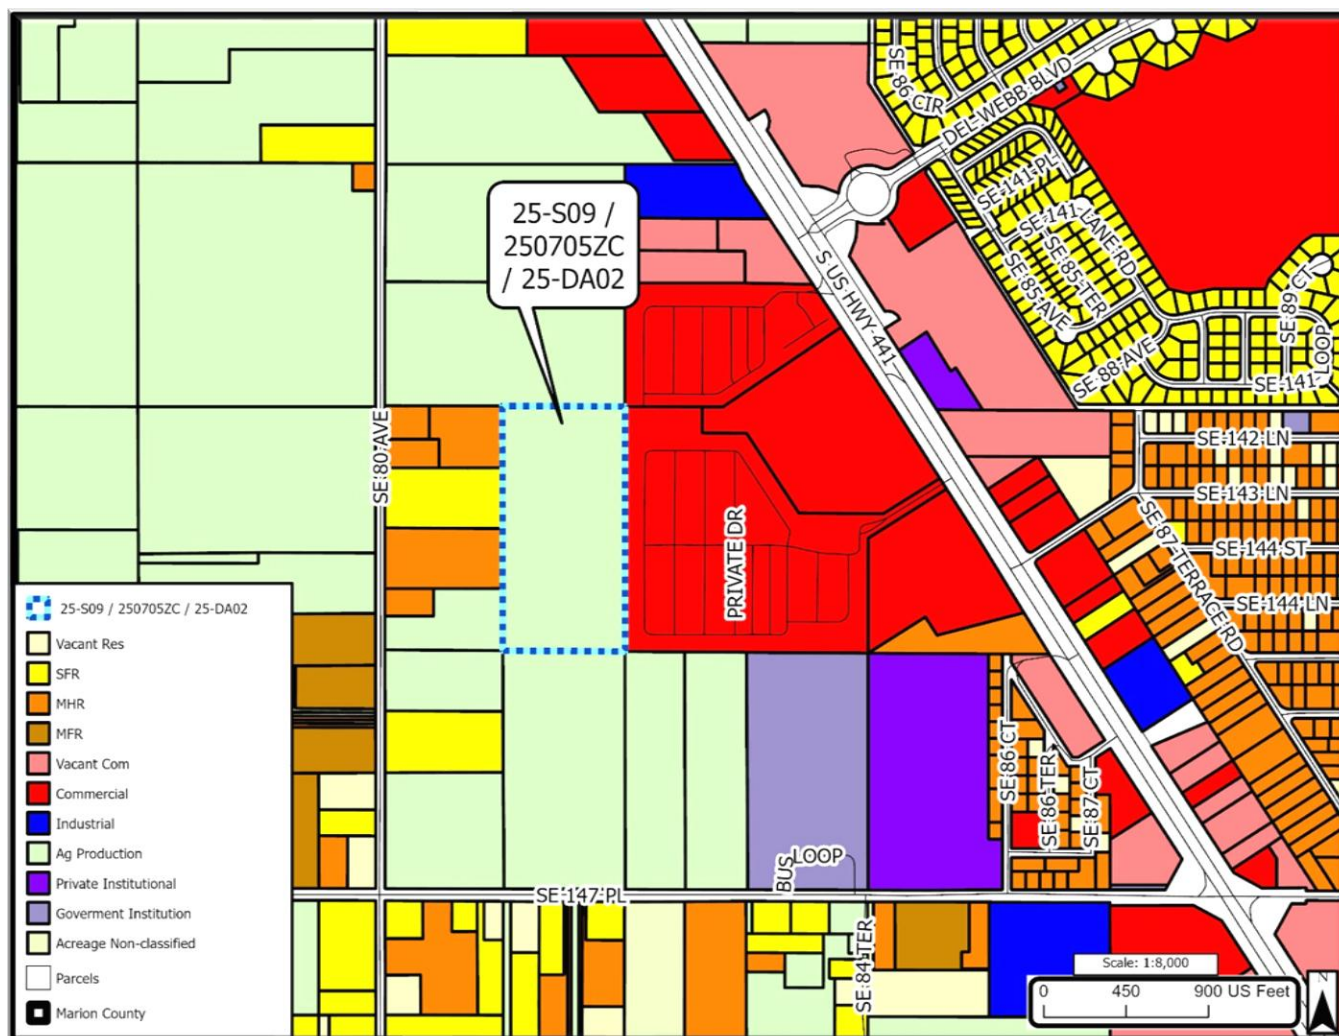 SE 86 CIR
DEL WEBB BLVD
SE 141 PL
SE 141 LANE RD
SE 85 TER
SE 85 AVE
SE 88 AVE
SE 89 CT
LOOP
SE 141
25-S09 /
250705ZC
/ 25-DA02
S US HWY 441
SE 80 AVE
SE 142 LN
SE 143 LN
SE 144 ST
SE 144 LN
SE 87 TERRACE RD
PRIVATE DR
SE 86 CT
SE 86 TER
SE 87 CT
BUS
LOOP
SE 147 PL
SE 84 TER
25-S09 / 250705ZC / 25-DA02
Vacant Res
SFR
MHR
MFR
Vacant Com
Commercial
Industrial
Ag Production
Private Institutional
Goverment Institution
Acreage Non-classified
Parcels
Marion County
Scale: 1:8,000
0 450 900 US Feet
N